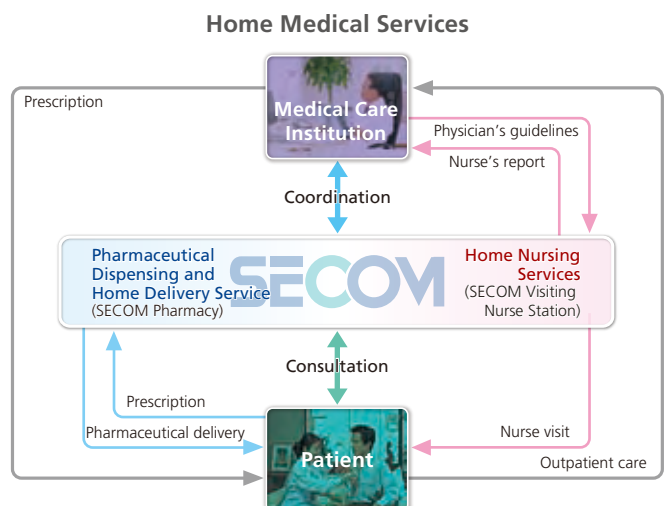 Home Medical Services
Prescription
Medical Care
Institution
Physician’s guidelines
Nurse’s report
Coordination
Pharmaceutical
Dispensing and
Home Delivery Service
(SECOM Pharmacy)
SECOM
Home Nursing
Services
(SECOM Visiting
Nurse Station)
Consultation
Prescription
Pharmaceutical delivery
Nurse visit
Patient
Outpatient care